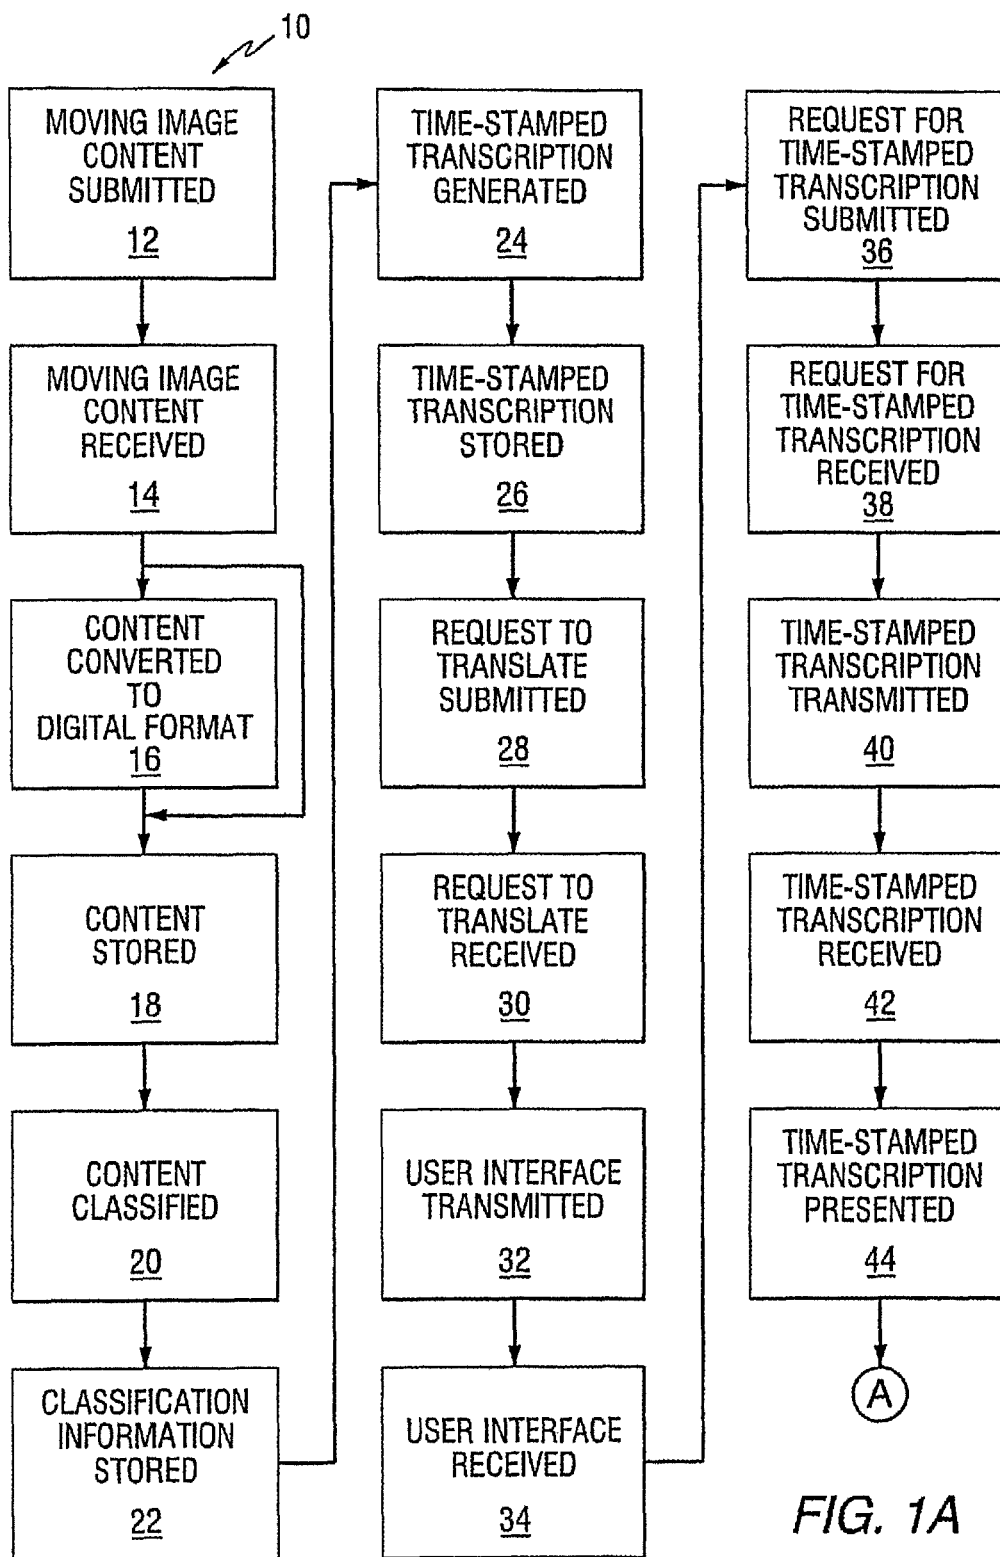 10
MOVING IMAGE
CONTENT
SUBMITTED
12
MOVING IMAGE
CONTENT
RECEIVED
14
CONTENT
CONVERTED
TO
DIGITAL FORMAT
16
CONTENT
STORED
18
CONTENT
CLASSIFIED
20
CLASSIFICATION
INFORMATION
STORED
22
TIME-STAMPED
TRANSCRIPTION
GENERATED
24
TIME-STAMPED
TRANSCRIPTION
STORED
26
REQUEST TO
TRANSLATE
SUBMITTED
28
REQUEST TO
TRANSLATE
RECEIVED
30
USER INTERFACE
TRANSMITTED
32
USER INTERFACE
RECEIVED
34
REQUEST FOR
TIME-STAMPED
TRANSCRIPTION
SUBMITTED
36
REQUEST FOR
TIME-STAMPED
TRANSCRIPTION
RECEIVED
38
TIME-STAMPED
TRANSCRIPTION
TRANSMITTED
40
TIME-STAMPED
TRANSCRIPTION
RECEIVED
42
TIME-STAMPED
TRANSCRIPTION
PRESENTED
44
A
FIG. 1A